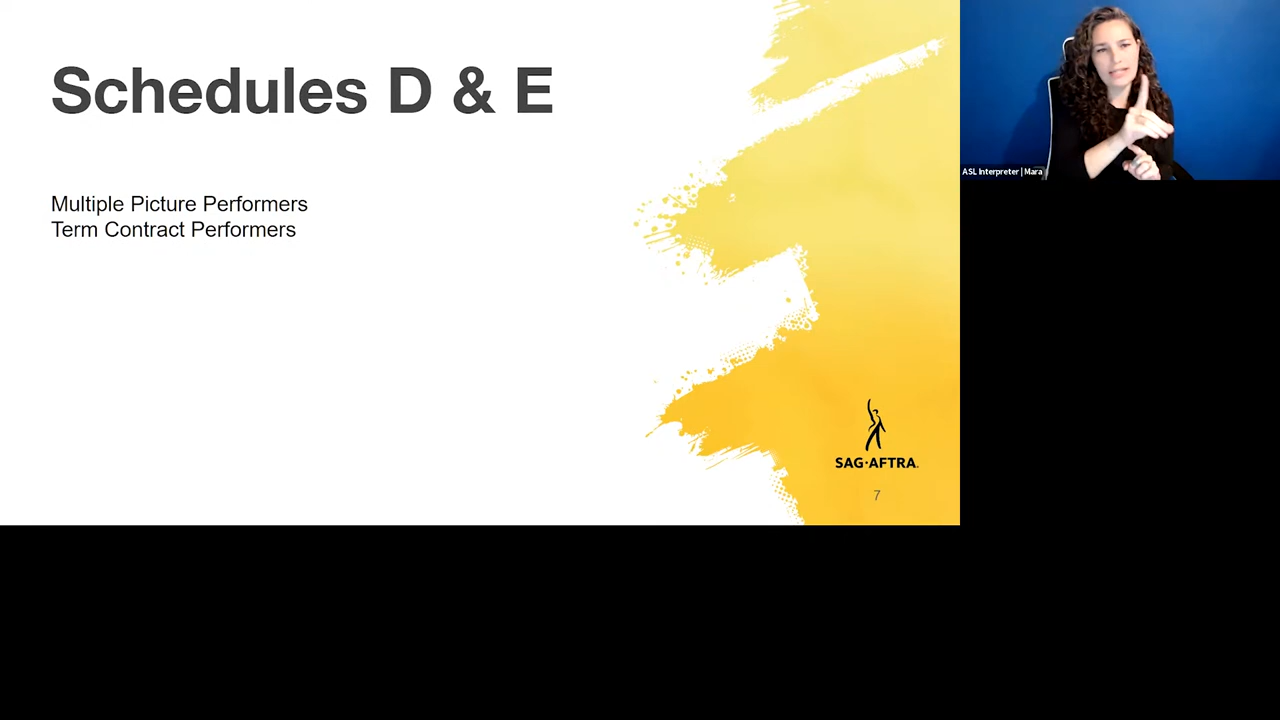 Schedules D & E
Multiple Picture Performers
Term Contract Performers
SAG·AFTRA
7
ASL Interpreter | Mara